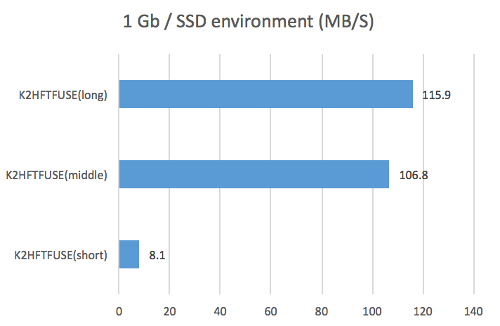 1 Gb / SSD environment (MB/S)
K2HFTFUSE(long)
115.9
K2HFTFUSE(middle)
106.8
K2HFTFUSE(short)
8.1
0 20 40 60 80 100 120 140